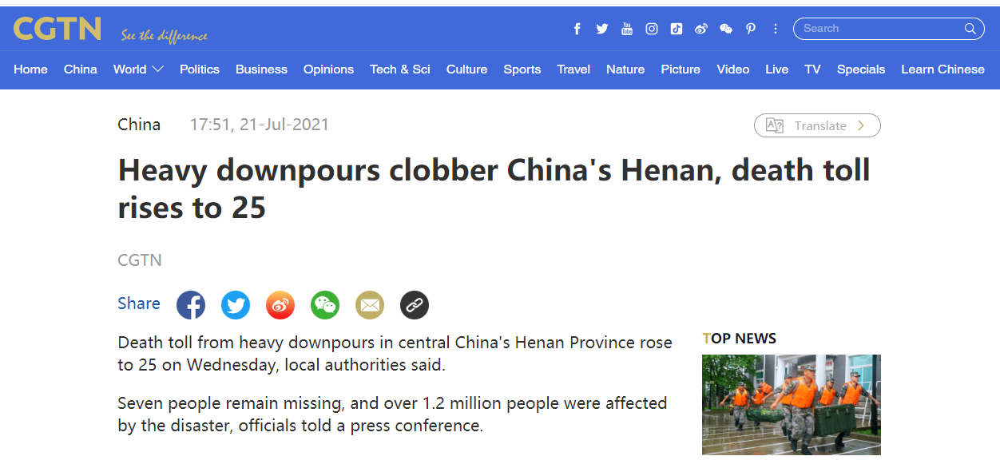 CGTN
See the difference
You
Tube
Search
Home China World Politics Business Opinions Tech & Sci Culture Sports Travel Nature Picture Video Live TV Specials Learn Chinese
China 17:51, 21-Jul-2021
A? Translate
Heavy downpours clobber China's Henan, death toll
rises to 25
CGTN
Share
Death toll from heavy downpours in central China's Henan Province rose
to 25 on Wednesday, local authorities said.
Seven people remain missing, and over 1.2 million people were affected
by the disaster, officials told a press conference.
TOP NEWS